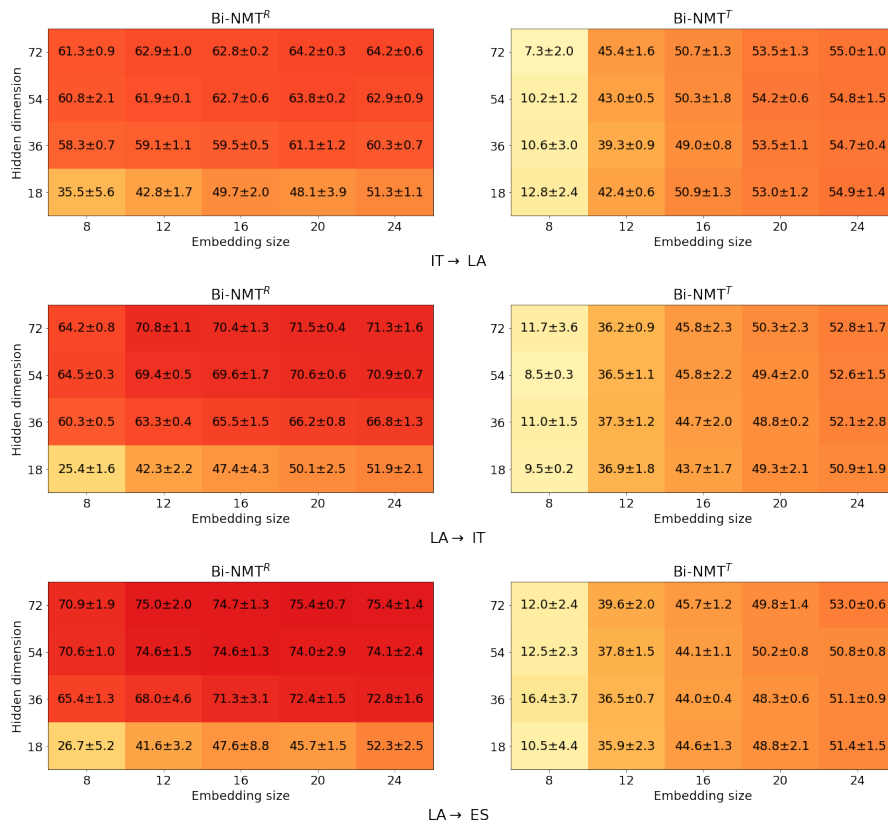 Bi-NMT^R Bi-NMT^T
Hidden dimension
72 61.3±0.9 62.9±1.0 62.8±0.2 64.2±0.3 64.2±0.6 7.3±2.0 45.4±1.6 50.7±1.3 53.5±1.3 55.0±1.0
54 60.8±2.1 61.9±0.1 62.7±0.6 63.8±0.2 62.9±0.9 54 10.2±1.2 43.0±0.5 50.3±1.8 54.2±0.6 54.8±1.5
36 58.3±0.7 59.1±1.1 59.5±0.5 61.1±1.2 60.3±0.7 36 10.6±3.0 39.3±0.9 49.0±0.8 53.5±1.1 54.7±0.4
18 35.5±5.6 42.8±1.7 49.7±2.0 48.1±3.9 51.3±1.1 18 12.8±2.4 42.4±0.6 50.9±1.3 53.0±1.2 54.9±1.4
8 12 16 20 24 8 12 16 20 24
Embedding size Embedding size
IT→ LA
Bi-NMT^R Bi-NMT^T
Hidden dimension
72 64.2±0.8 70.8±1.1 70.4±1.3 71.5±0.4 71.3±1.6 72 11.7±3.6 36.2±0.9 45.8±2.3 50.3±2.3 52.8±1.7
54 64.5±0.3 69.4±0.5 69.6±1.7 70.6±0.6 70.9±0.7 54 8.5±0.3 36.5±1.1 45.8±2.2 49.4±2.0 52.6±1.5
36 60.3±0.5 63.3±0.4 65.5±1.5 66.2±0.8 66.8±1.3 36 11.0±1.5 37.3±1.2 44.7±2.0 48.8±0.2 52.1±2.8
18 25.4±1.6 42.3±2.2 47.4±4.3 50.1±2.5 51.9±2.1 18 9.5±0.2 36.9±1.8 43.7±1.7 49.3±2.1 50.9±1.9
8 12 16 20 24 8 12 16 20 24
Embedding size Embedding size
LA→ IT
Bi-NMT^R Bi-NMT^T
Hidden dimension
72 70.9±1.9 75.0±2.0 74.7±1.3 75.4±0.7 75.4±1.4 72 12.0±2.4 39.6±2.0 45.7±1.2 49.8±1.4 53.0±0.6
54 70.6±1.0 74.6±1.5 74.6±1.3 74.0±2.9 74.1±2.4 54 12.5±2.3 37.8±1.5 44.1±1.1 50.2±0.8 50.8±0.8
36 65.4±1.3 68.0±4.6 71.3±3.1 72.4±1.5 72.8±1.6 36 16.4±3.7 36.5±0.7 44.0±0.4 48.3±0.6 51.1±0.9
18 26.7±5.2 41.6±3.2 47.6±8.8 45.7±1.5 52.3±2.5 18 10.5±4.4 35.9±2.3 44.6±1.3 48.8±2.1 51.4±1.5
8 12 16 20 24 8 12 16 20 24
Embedding size Embedding size
LA→ ES